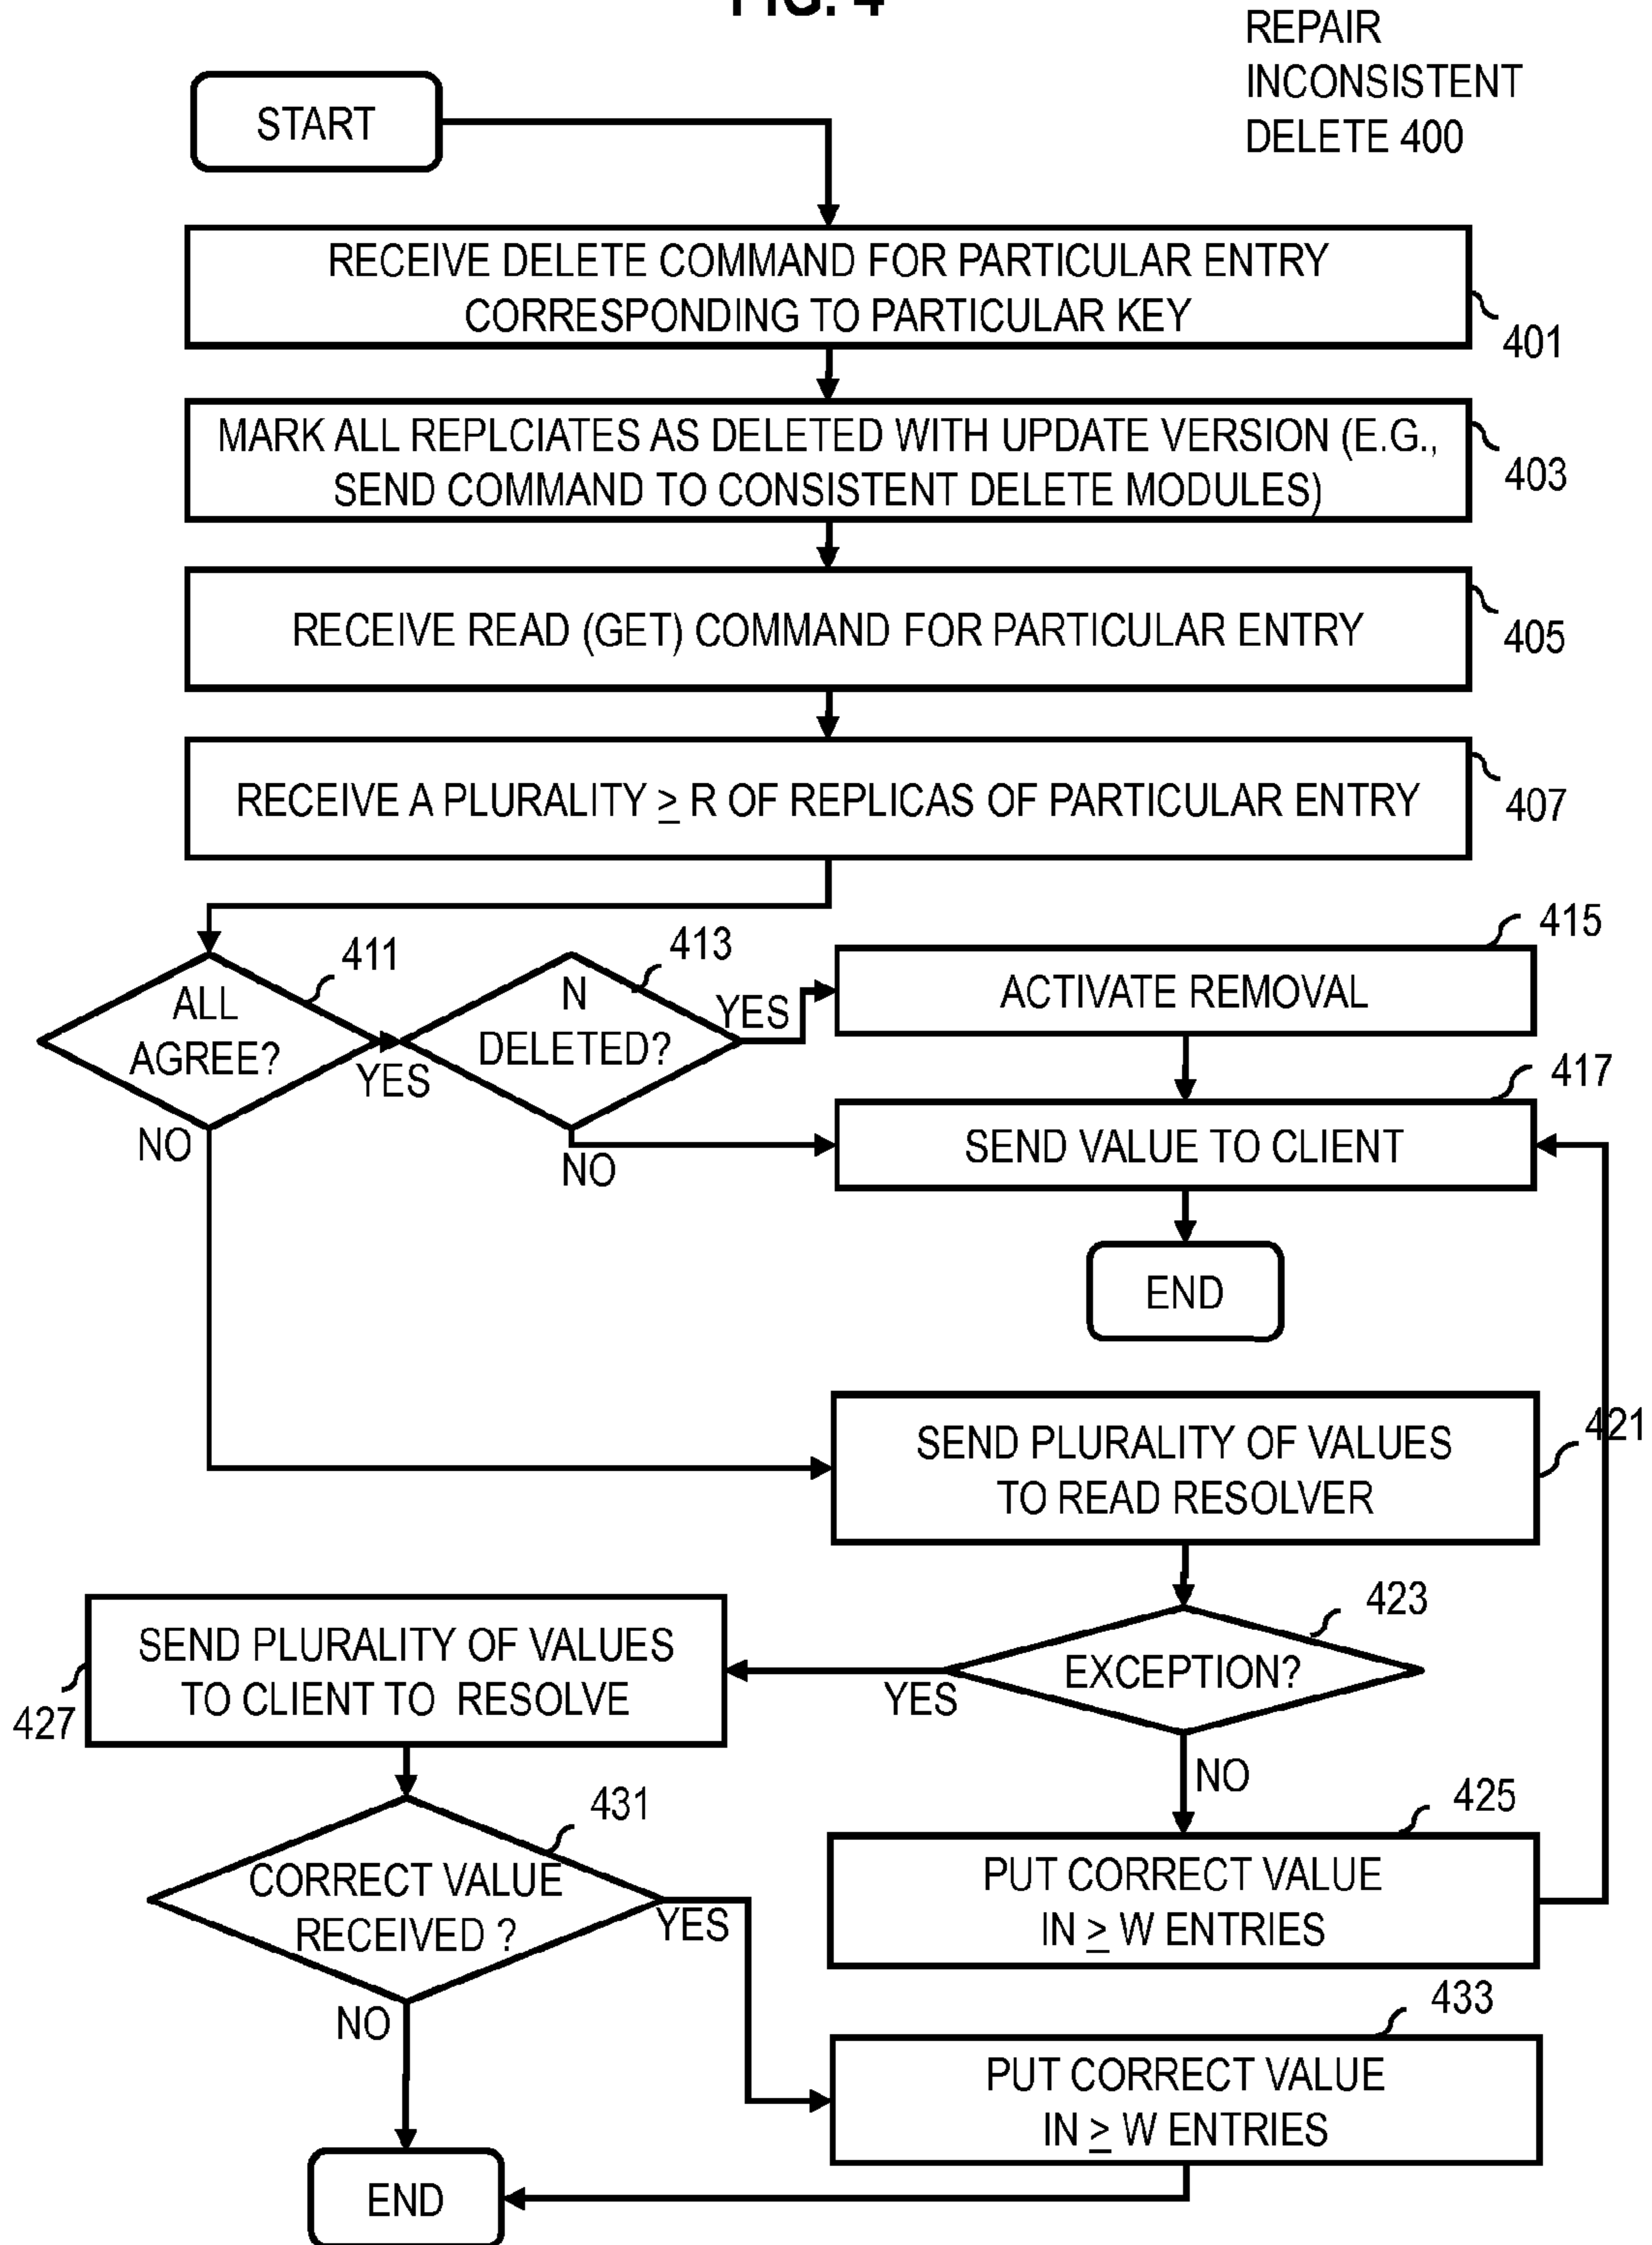 FIG. 4
REPAIR
INCONSISTENT
DELETE 400
START
RECEIVE DELETE COMMAND FOR PARTICULAR ENTRY
CORRESPONDING TO PARTICULAR KEY
401
MARK ALL REPLCIATES AS DELETED WITH UPDATE VERSION (E.G.,
SEND COMMAND TO CONSISTENT DELETE MODULES)
403
RECEIVE READ (GET) COMMAND FOR PARTICULAR ENTRY
405
RECEIVE A PLURALITY ≥ R OF REPLICAS OF PARTICULAR ENTRY
407
411
ALL
AGREE?
YES
NO
413
N
DELETED?
YES
NO
415
ACTIVATE REMOVAL
417
SEND VALUE TO CLIENT
END
421
SEND PLURALITY OF VALUES
TO READ RESOLVER
423
EXCEPTION?
YES
NO
SEND PLURALITY OF VALUES
TO CLIENT TO RESOLVE
427
425
PUT CORRECT VALUE
IN ≥ W ENTRIES
431
CORRECT VALUE
RECEIVED ?
YES
NO
433
PUT CORRECT VALUE
IN ≥ W ENTRIES
END